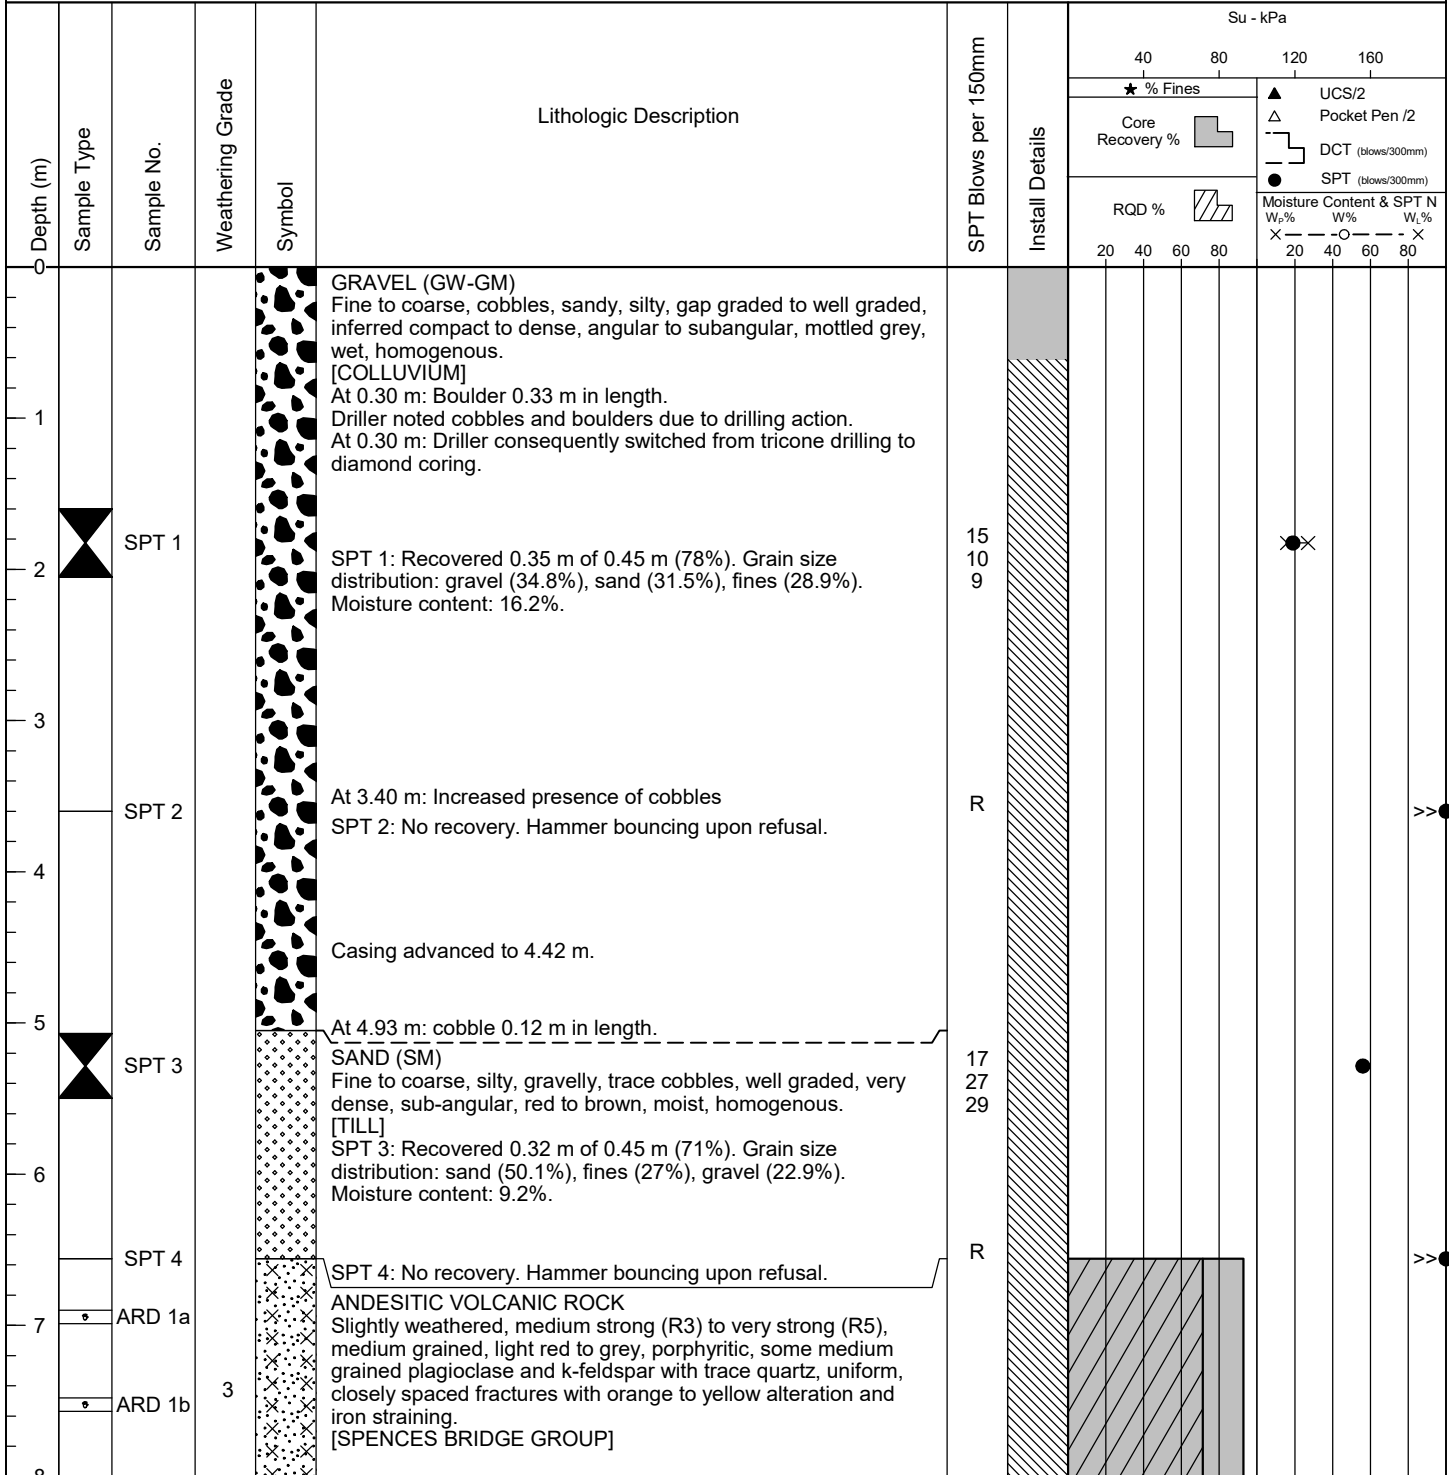 Su - kPa
40 80 120 160
Depth (m)
Sample Type
Sample No.
Weathering Grade
Symbol
Lithologic Description
SPT Blows per 150mm
Install Details
★ % Fines
Core
Recovery %
RQD %
20 40 60 80
▲ UCS/2
△ Pocket Pen /2
DCT (blows/300mm)
● SPT (blows/300mm)
Moisture Content & SPT N
WP% W% WL%
20 40 60 80
0
GRAVEL (GW-GM)
Fine to coarse, cobbles, sandy, silty, gap graded to well graded,
inferred compact to dense, angular to subangular, mottled grey,
wet, homogenous.
[COLLUVIUM]
At 0.30 m: Boulder 0.33 m in length.
1
Driller noted cobbles and boulders due to drilling action.
At 0.30 m: Driller consequently switched from tricone drilling to
diamond coring.
SPT 1
15
10
9
2
SPT 1: Recovered 0.35 m of 0.45 m (78%). Grain size
distribution: gravel (34.8%), sand (31.5%), fines (28.9%).
Moisture content: 16.2%.
3
At 3.40 m: Increased presence of cobbles
SPT 2
R
>>
SPT 2: No recovery. Hammer bouncing upon refusal.
4
Casing advanced to 4.42 m.
5
At 4.93 m: cobble 0.12 m in length.
SPT 3
17
27
29
SAND (SM)
Fine to coarse, silty, gravelly, trace cobbles, well graded, very
dense, sub-angular, red to brown, moist, homogenous.
[TILL]
SPT 3: Recovered 0.32 m of 0.45 m (71%). Grain size
distribution: sand (50.1%), fines (27%), gravel (22.9%).
Moisture content: 9.2%.
6
SPT 4
R
>>
SPT 4: No recovery. Hammer bouncing upon refusal.
ANDESITIC VOLCANIC ROCK
ARD 1a
7
Slightly weathered, medium strong (R3) to very strong (R5),
medium grained, light red to grey, porphyritic, some medium
grained plagioclase and k-feldspar with trace quartz, uniform,
closely spaced fractures with orange to yellow alteration and
iron straining.
[SPENCES BRIDGE GROUP]
3
ARD 1b
8